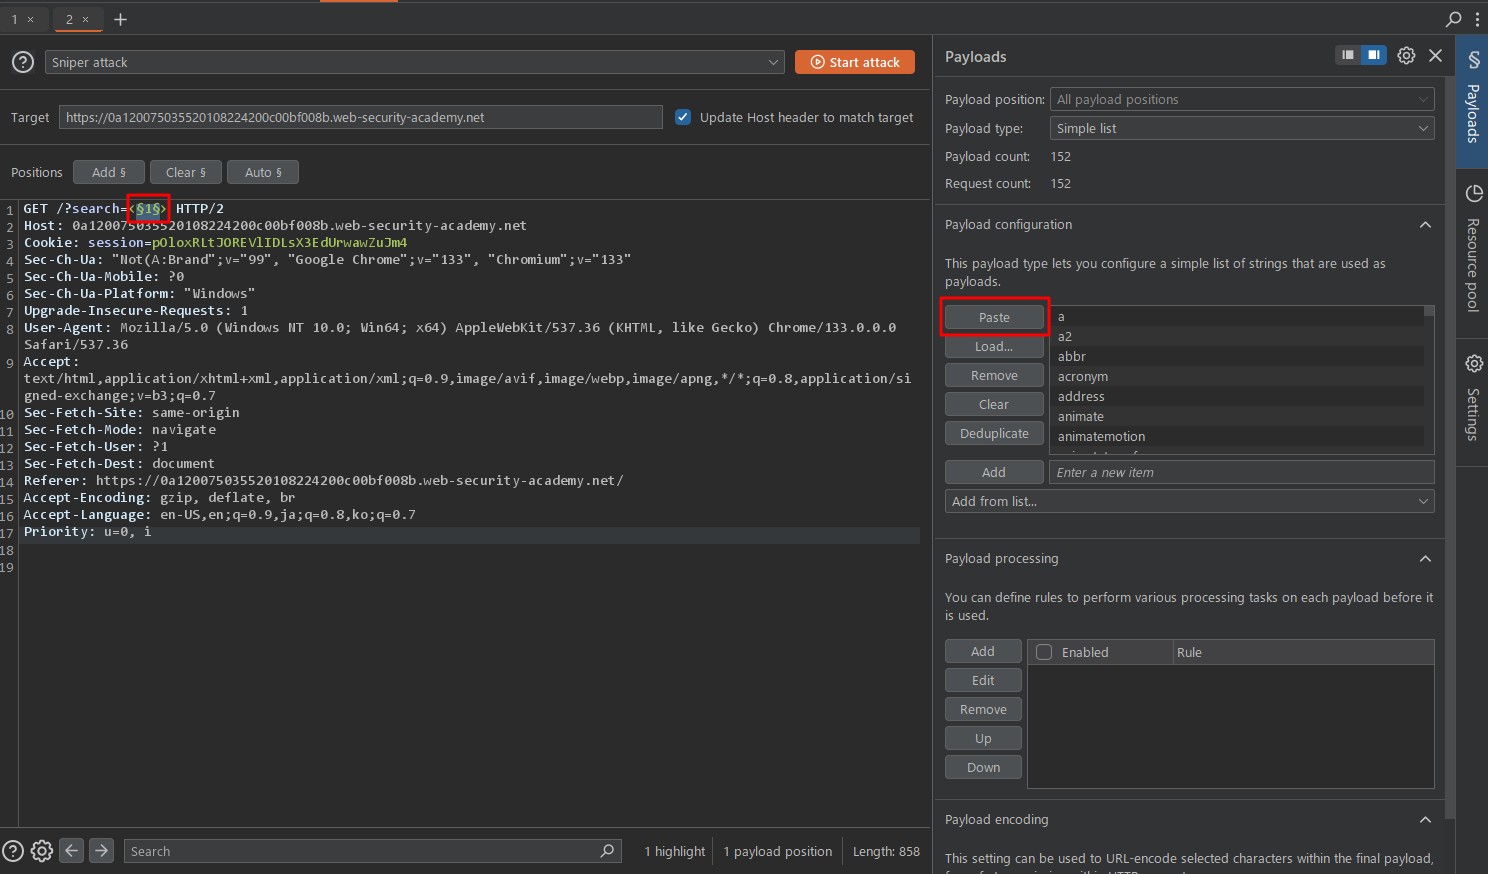 1 ×
2 ×
+
Sniper attack
Start attack
Target
https://0a120075035520108224200c00bf008b.web-security-academy.net
Update Host header to match target
Positions
Add §
Clear §
Auto §
1 GET /?search=<§1§> HTTP/2
2 Host: 0a120075035520108224200c00bf008b.web-security-academy.net
3 Cookie: session=pOloxRLtJOREVlIDLsX3EdUrwawZuJm4
4 Sec-Ch-Ua: "Not(A:Brand";v="99", "Google Chrome";v="133", "Chromium";v="133"
5 Sec-Ch-Ua-Mobile: ?0
6 Sec-Ch-Ua-Platform: "Windows"
7 Upgrade-Insecure-Requests: 1
8 User-Agent: Mozilla/5.0 (Windows NT 10.0; Win64; x64) AppleWebKit/537.36 (KHTML, like Gecko) Chrome/133.0.0.0
Safari/537.36
9 Accept:
text/html,application/xhtml+xml,application/xml;q=0.9,image/avif,image/webp,image/apng,*/*;q=0.8,application/si
gned-exchange;v=b3;q=0.7
10 Sec-Fetch-Site: same-origin
11 Sec-Fetch-Mode: navigate
12 Sec-Fetch-User: ?1
13 Sec-Fetch-Dest: document
14 Referer: https://0a120075035520108224200c00bf008b.web-security-academy.net/
15 Accept-Encoding: gzip, deflate, br
16 Accept-Language: en-US,en;q=0.9,ja;q=0.8,ko;q=0.7
17 Priority: u=0, i
18
19
Search
1 highlight
1 payload position
Length: 858
Payloads
Payload position: All payload positions
Payload type: Simple list
Payload count: 152
Request count: 152
Payload configuration
This payload type lets you configure a simple list of strings that are used as
payloads.
Paste
Load...
Remove
Clear
Deduplicate
Add
a
a2
abbr
acronym
address
animate
animatemotion
Enter a new item
Add from list...
Payload processing
You can define rules to perform various processing tasks on each payload before it
is used.
Add
Edit
Remove
Up
Down
Enabled
Rule
Payload encoding
This setting can be used to URL-encode selected characters within the final payload,
§
Payloads
Resource pool
Settings